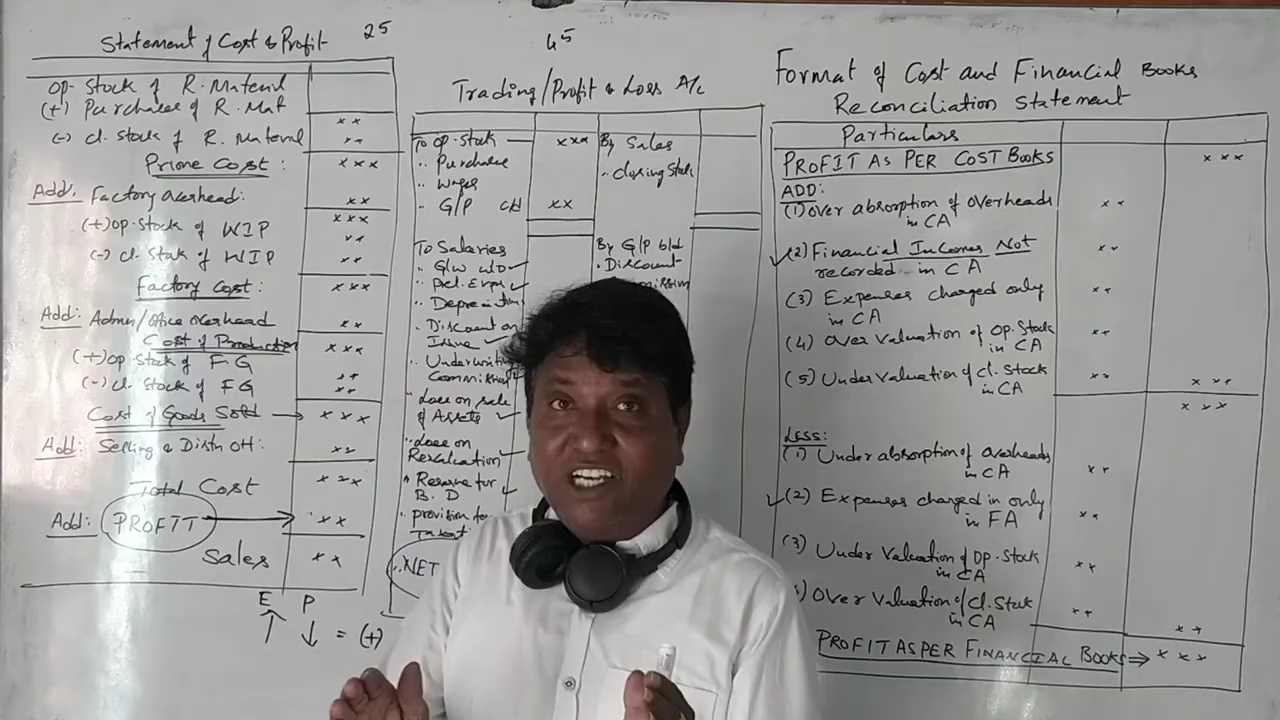 Statement of Cost & Profit 25
Op-Stock of R. Material
(+) Purchases of R. Mat
x x
(-) cl. stock of R. Material x x
Prime Cost: x x x
Add. Factory overhead: x x
x x x
(+) op. Stock of WIP x x
(-) cl. Stok of WIP x x
Factory Cost: x x x
Add: Admn/office overhead x x
Cost of Production x x x
(+) op Stock of FG x x
(-) cl. Stock of FG x x
Cost of Goods Sold → x x x
Add: Selling & Distn OH: x x
Total Cost x x x
Add: PROFIT → x x
Sales x x
E P
↑ ↓ = (+)
45
Trading/Profit & Loss A/c
To op. Stock x x x By Sales
" Purchase " closing Stock
" Wages
" G/P c/d x x
To Salaries By G/P b/d
" G/w w/o " Discount
" Pel. Exps
" Depreciation
" Discount on
Issue
" Underwriting
Commission
" Loss on sale
of Assets
" Loss on
Revaluation
" Reserve for
B. D
" provision for
" NET
Format of Cost and Financial Books
Reconciliation Statement
Particulars
PROFIT AS PER COST BOOKS x x x
ADD:
(1) Over absorption of overheads x x
in CA
(2) Financial Incomes Not x x
recorded in CA
(3) Expenses charged only x x
in CA
(4) Over Valuation of Op. Stock x x
in CA
(5) Under Valuation of Cl. Stock x x x x x
in CA
x x x
LESS:
(1) Under absorption of overheads x x
in CA
(2) Expenses charged in only x x
in FA
(3) Under Valuation of Op. Stock x x
in CA
) Over Valuation of Cl. Stock x x
in CA x x
PROFIT AS PER FINANCIAL BOOKS ⇒ x x x